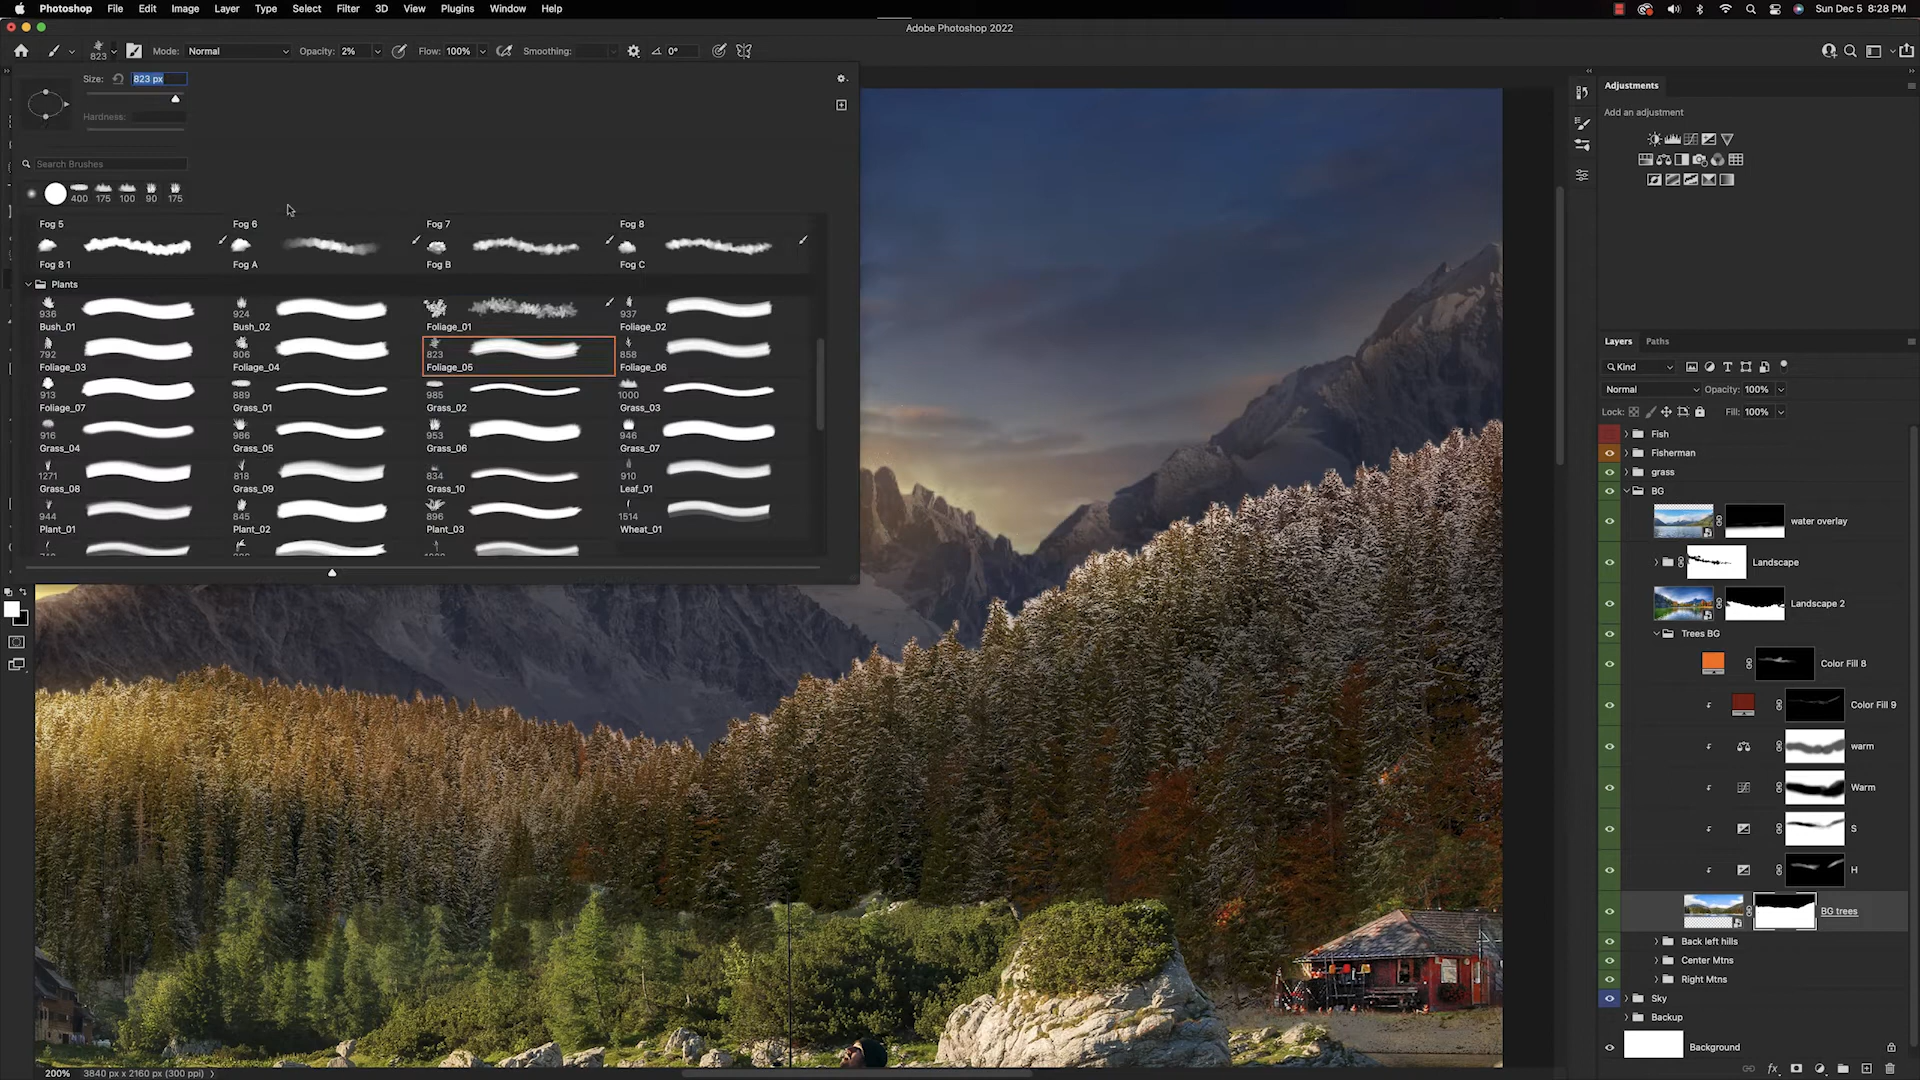 Photoshop File Edit Image Layer Type Select Filter 3D View Plugins Window Help Sun Dec 5 8:28 PM
Adobe Photoshop 2022
823 Mode: Normal Opacity: 2% Flow: 100% Smoothing: 0°
Size: 823 px
Hardness:
Search Brushes
400 175 100 90 175
Fog 5 Fog 6 Fog 7 Fog 8
Fog 8 1 Fog A Fog B Fog C
Plants
936 924 937
Bush_01 Bush_02 Foliage_01 Foliage_02
792 806 823 858
Foliage_03 Foliage_04 Foliage_05 Foliage_06
913 889 985 1000
Foliage_07 Grass_01 Grass_02 Grass_03
916 986 953 946
Grass_04 Grass_05 Grass_06 Grass_07
1271 818 834 910
Grass_08 Grass_09 Grass_10 Leaf_01
944 845 896 1514
Plant_01 Plant_02 Plant_03 Wheat_01
Adjustments
Add an adjustment
Layers Paths
Kind
Normal Opacity: 100%
Lock: Fill: 100%
Fish
Fisherman
grass
BG
water overlay
Landscape
Landscape 2
Trees BG
Color Fill 8
Color Fill 9
warm
Warm
S
H
BG trees
Back left hills
Center Mtns
Right Mtns
Sky
Backup
Background
fx
200% 3840 px x 2160 px (300 ppi)